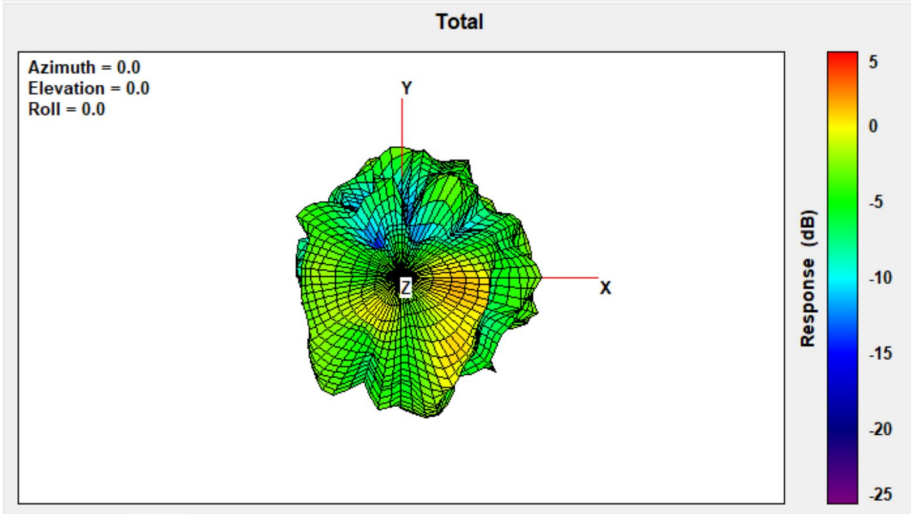 Total
Azimuth = 0.0
Elevation = 0.0
Roll = 0.0
Y
X
Z
Response (dB)
5
0
-5
-10
-15
-20
-25